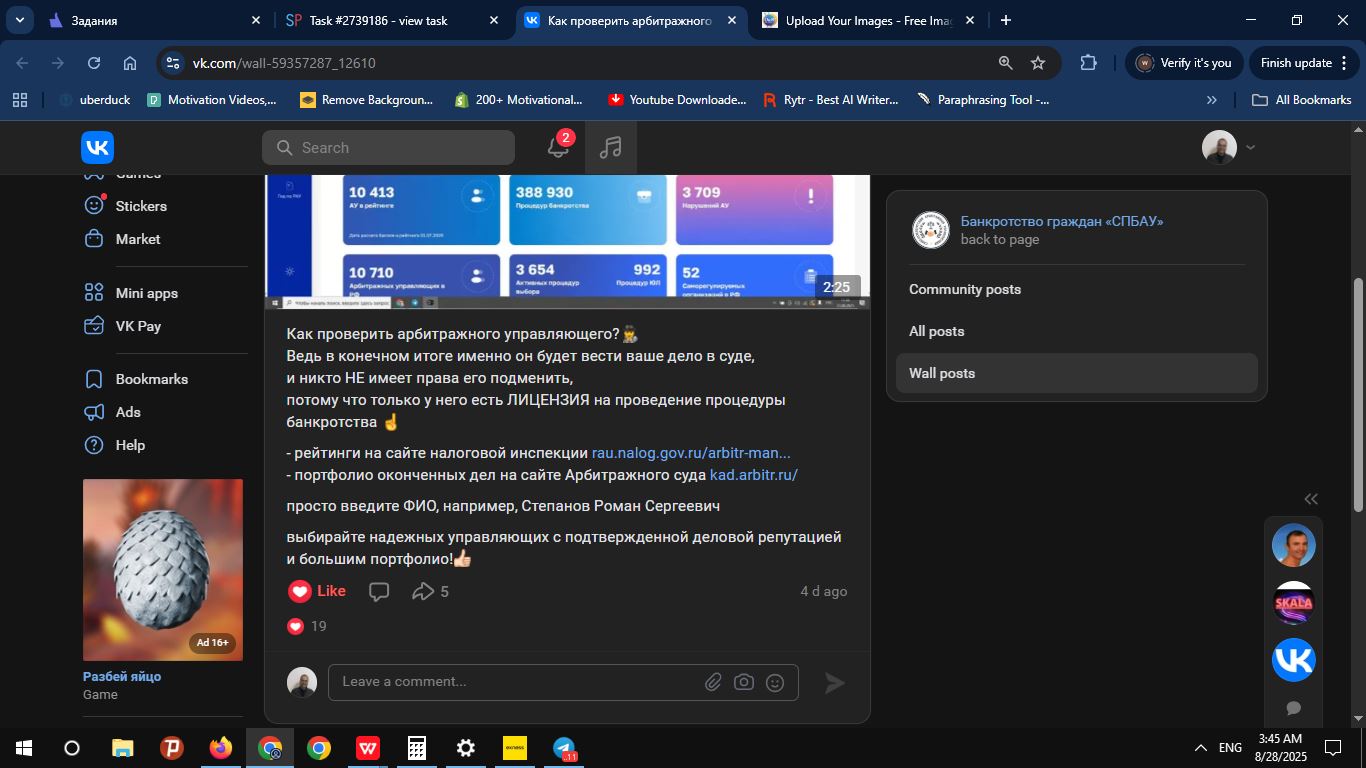 Задания
Task #2739186 - view task
Как проверить арбитражного
Upload Your Images - Free Ima
vk.com/wall-59357287_12610
Verify it's you
Finish update
uberduck
Motivation Videos,...
Remove Backgroun...
200+ Motivational...
Youtube Downloade...
Rytr - Best AI Writer...
Paraphrasing Tool -...
All Bookmarks
Search
2
Games
Stickers
Market
Mini apps
VK Pay
Bookmarks
Ads
Help
Ad 16+
Разбей яйцо
Game
10 413
АУ в рейтинге
388 930
Процедур банкротства
3 709
Нарушений АУ
10 710
Арбитражных управляющих в РФ
3 654
Активных процедур выбора
992
Процедур ЮЛ
52
Саморегулируемых организаций в РФ
2:25
Как проверить арбитражного управляющего?
Ведь в конечном итоге именно он будет вести ваше дело в суде,
и никто НЕ имеет права его подменить,
потому что только у него есть ЛИЦЕНЗИЯ на проведение процедуры
банкротства
- рейтинги на сайте налоговой инспекции rau.nalog.gov.ru/arbitr-man...
- портфолио оконченных дел на сайте Арбитражного суда kad.arbitr.ru/
просто введите ФИО, например, Степанов Роман Сергеевич
выбирайте надежных управляющих с подтвержденной деловой репутацией
и большим портфолио!
Like
5
4 d ago
19
Leave a comment...
Банкротство граждан «СПБАУ»
back to page
Community posts
All posts
Wall posts
SKALA
ENG
3:45 AM
8/28/2025